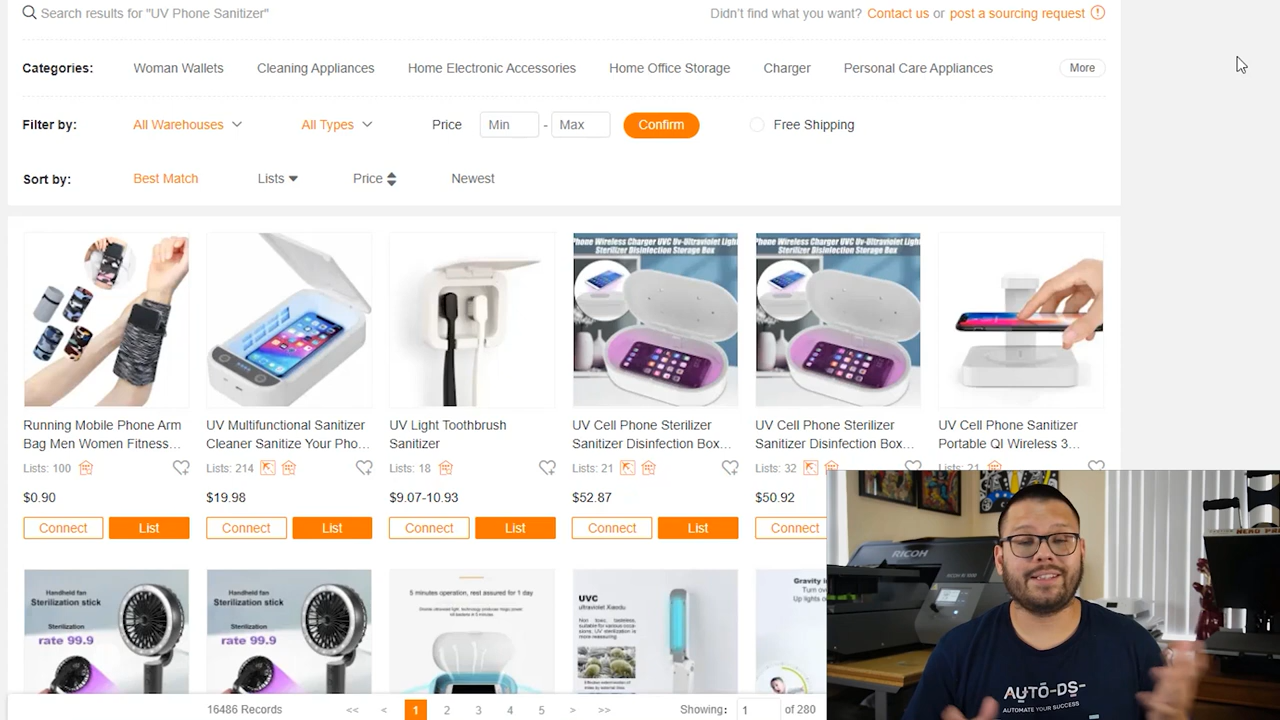 Search results for "UV Phone Sanitizer"
Didn't find what you want? Contact us or post a sourcing request
Categories: Woman Wallets Cleaning Appliances Home Electronic Accessories Home Office Storage Charger Personal Care Appliances More
Filter by: All Warehouses All Types Price Min - Max Confirm Free Shipping
Sort by: Best Match Lists Price Newest
Phone Wireless Charger UVC Uv-Ultraviolet Light
Sterilizer Disinfection Storage Box
Phone Wireless Charger UVC Uv-Ultraviolet Light
Sterilizer Disinfection Storage Box
Running Mobile Phone Arm
Bag Men Women Fitness...
UV Multifunctional Sanitizer
Cleaner Sanitize Your Pho...
UV Light Toothbrush
Sanitizer
UV Cell Phone Sterilizer
Sanitizer Disinfection Box...
UV Cell Phone Sterilizer
Sanitizer Disinfection Box...
UV Cell Phone Sanitizer
Portable QI Wireless 3...
Lists: 100 Lists: 214 Lists: 18 Lists: 21 Lists: 32 Lists: 21
$0.90 $19.98 $9.07-10.93 $52.87 $50.92
Connect List Connect List Connect List Connect List Connect
Handheld fan
Sterilization stick
Sterilization
rate 99.9
Handheld fan
Sterilization stick
Sterilization
rate 99.9
5 minutes operation, rest assured for 1 day
UVC
ultraviolet Xiaodu
Gravity in
RICOH
AUTO-DS-
AUTOMATE YOUR SUCCESS
16486 Records << < 1 2 3 4 5 > >> Showing: 1 of 280